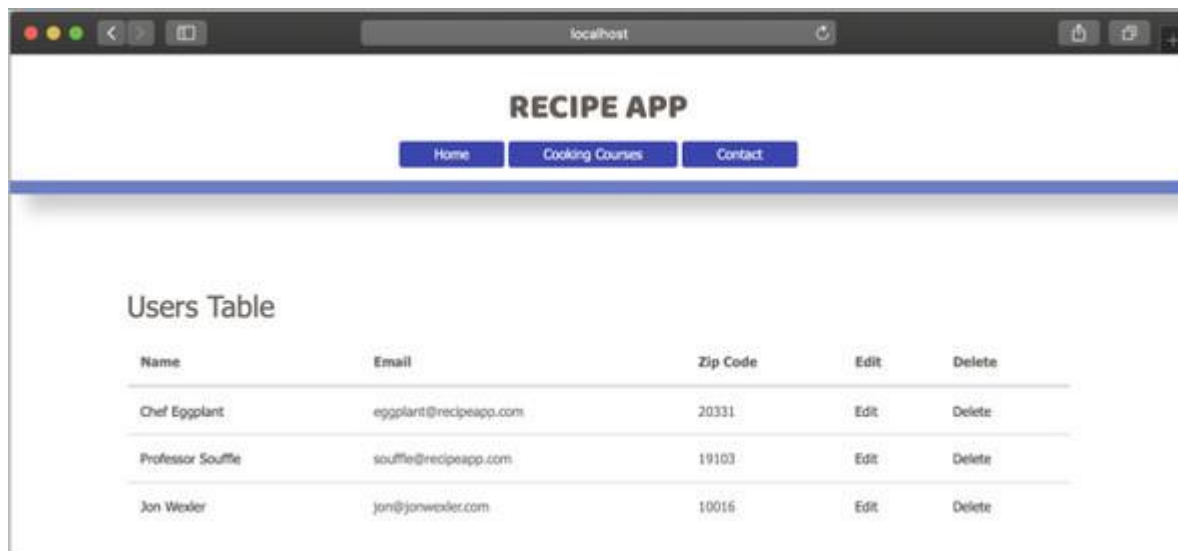 localhost
RECIPE APP
Home Cooking Courses Contact
Users Table
Name Email Zip Code Edit Delete
Chef Eggplant eggplant@recipeapp.com 20331 Edit Delete
Professor Souffle souffle@recipeapp.com 19103 Edit Delete
Jon Wexler jon@jonwexler.com 10016 Edit Delete